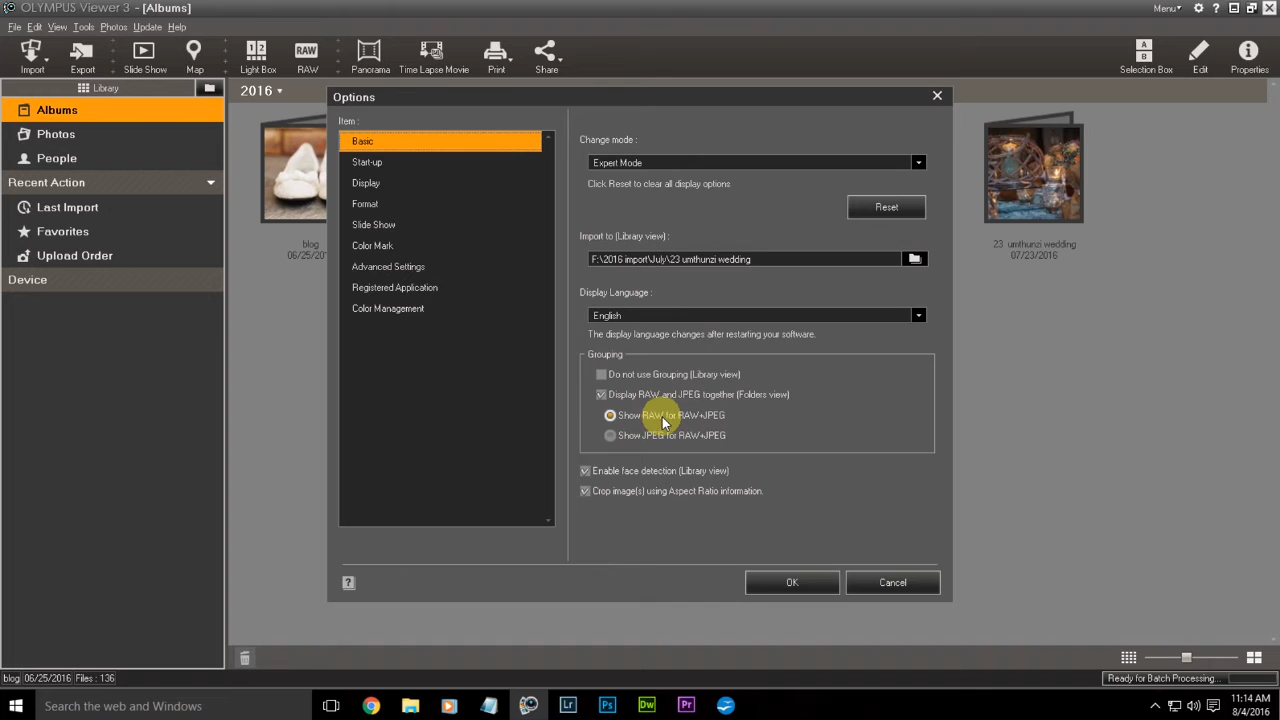 OLYMPUS Viewer 3 - [Albums]
Menu
File Edit View Tools Photos Update Help
Import Export Slide Show Map Light Box RAW Panorama Time Lapse Movie Print Share Selection Box Edit Properties
Library
2016
Albums
Photos
People
Recent Action
Last Import
Favorites
Upload Order
Device
blog
06/25/201
23 umthunzi wedding
07/23/2016
Options
Item :
Basic
Start-up
Display
Format
Slide Show
Color Mark
Advanced Settings
Registered Application
Color Management
Change mode :
Expert Mode
Click Reset to clear all display options.
Reset
Import to (Library view) :
F:\2016 import\July\23 umthunzi wedding
Display Language :
English
The display language changes after restarting your software.
Grouping
Do not use Grouping (Library view)
Display RAW and JPEG together (Folders view)
Show RAW for RAW+JPEG
Show JPEG for RAW+JPEG
Enable face detection (Library view)
Crop image(s) using Aspect Ratio information.
OK
Cancel
blog 06/25/2016 Files : 136
Ready for Batch Processing...
Search the web and Windows
Lr Ps Dw Pr
11:14 AM
8/4/2016